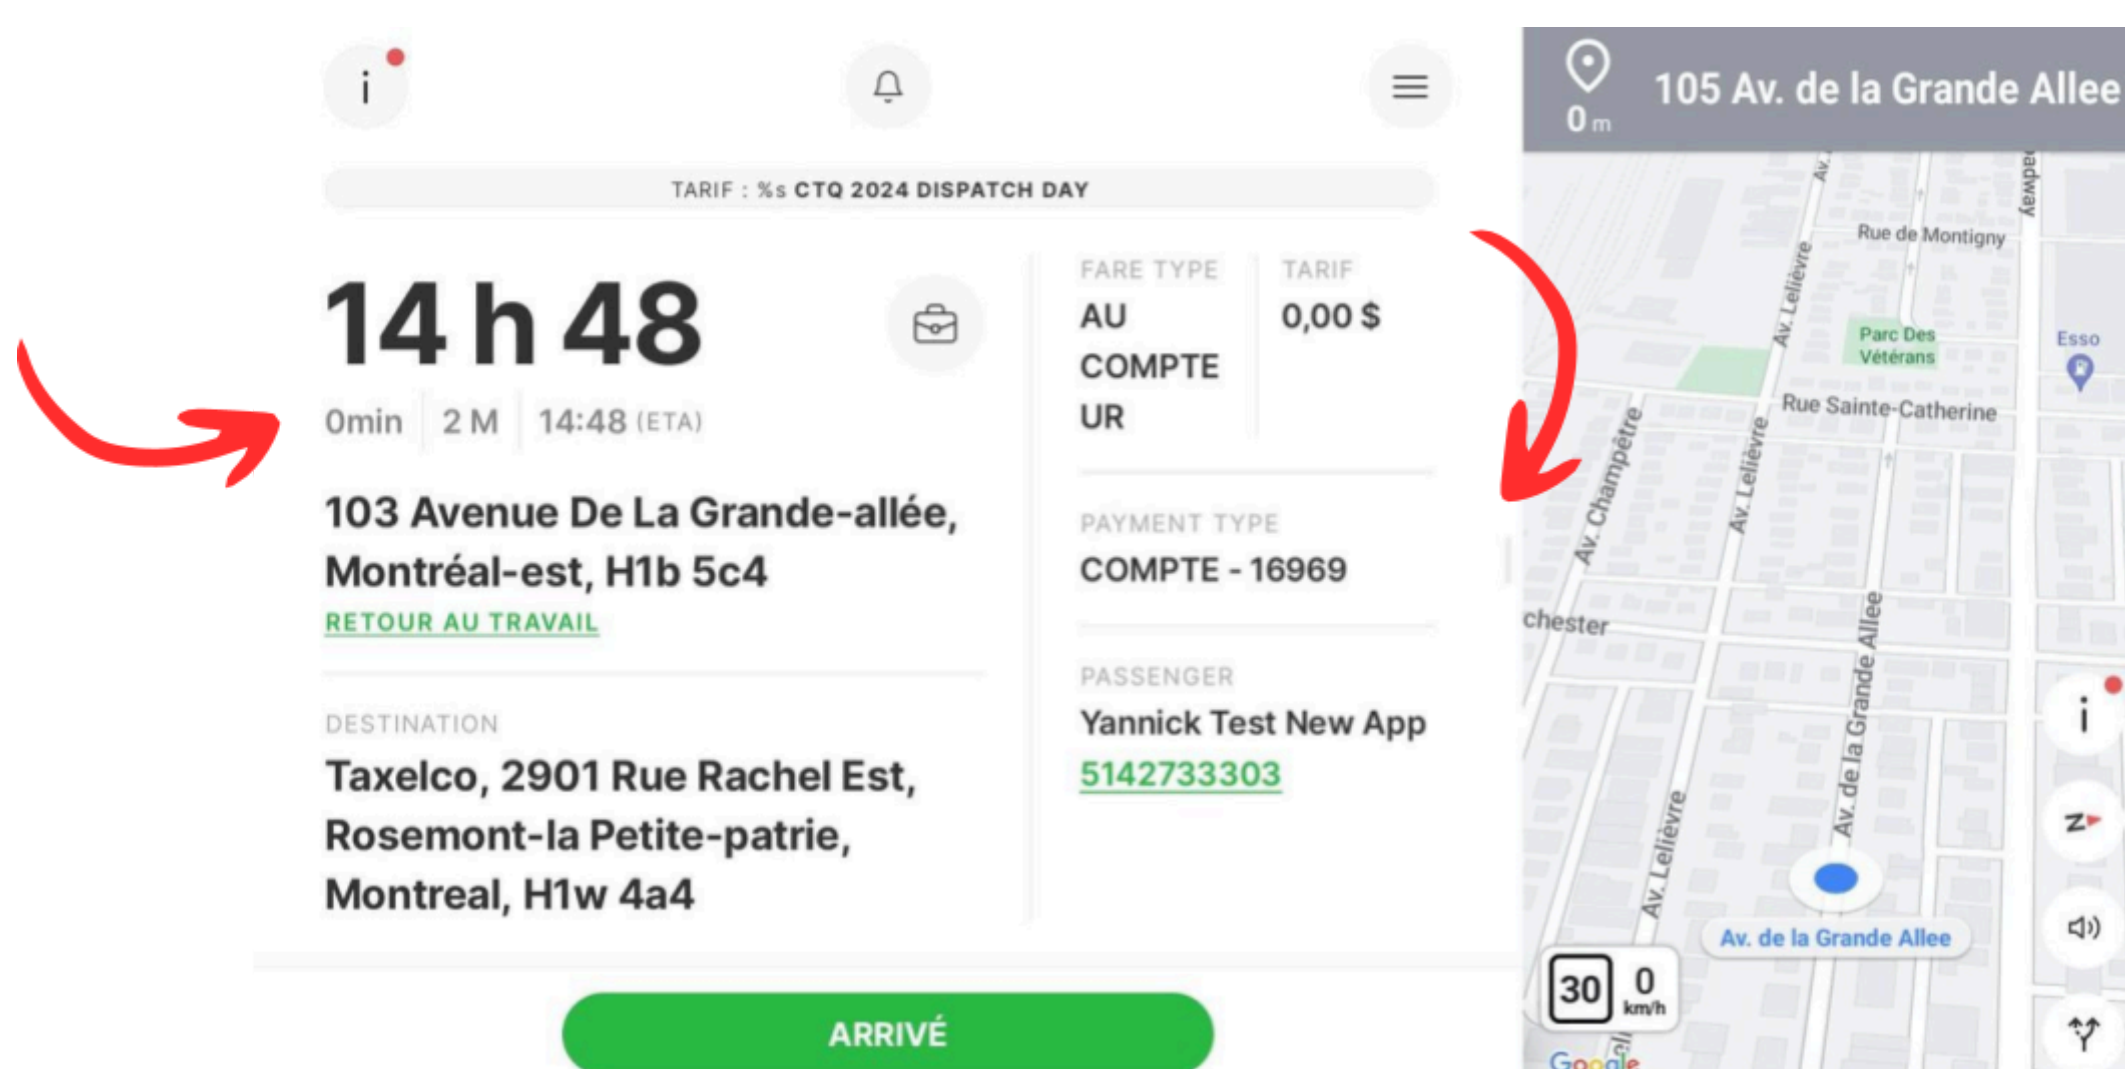 i
TARIF : %s CTQ 2024 DISPATCH DAY
14 h 48
0min
2 M
14:48 (ETA)
103 Avenue De La Grande-allée,
Montréal-est, H1b 5c4
RETOUR AU TRAVAIL
DESTINATION
Taxelco, 2901 Rue Rachel Est,
Rosemont-la Petite-patrie,
Montreal, H1w 4a4
FARE TYPE
AU
COMPTE
UR
TARIF
0,00 $
PAYMENT TYPE
COMPTE - 16969
PASSENGER
Yannick Test New App
5142733303
ARRIVÉ
0 m
105 Av. de la Grande Allee
Av.
adway
Rue de Montigny
Av. Lelièvre
Parc Des
Vétérans
Esso
Rue Sainte-Catherine
Av. Champêtre
Av. Lelièvre
chester
Av. de la Grande Allee
i
N
Av. Lelièvre
Av. de la Grande Allee
30
0
km/h
Google